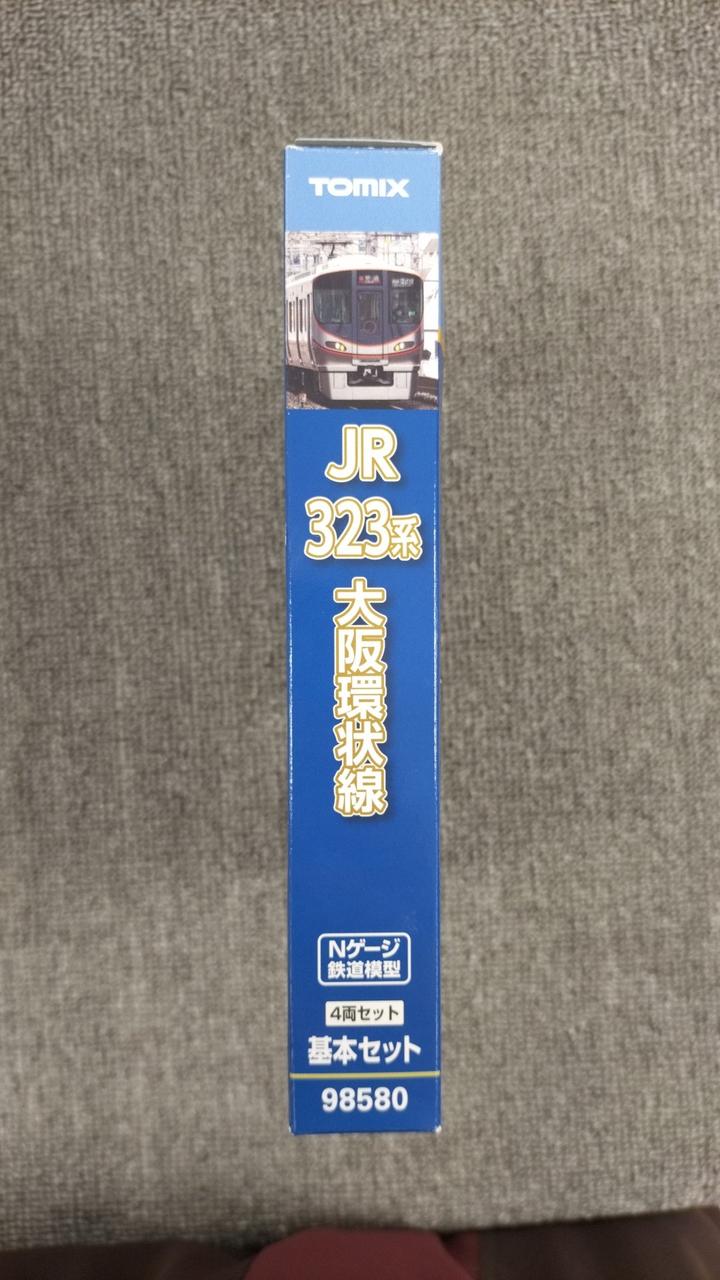 TOMIX
JR
323系
大阪環状線
Nゲージ
鉄道模型
4両セット
基本セット
98580